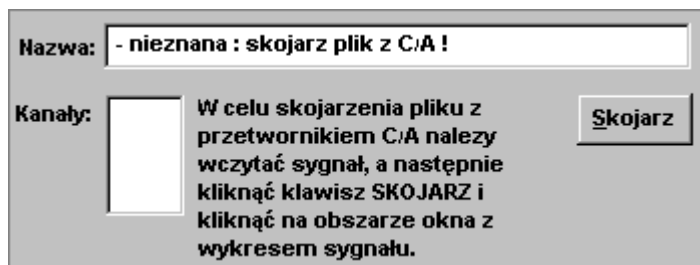 Nazwa: - nieznana : skojarz plik z C/A !
Kanały: W celu skojarzenia pliku z
przetwornikiem C/A nalezy
Skojarz
wczytać sygnał, a następnie
kliknąć klawisz SKOJARZ i
kliknąć na obszarze okna z
wykresem sygnału.